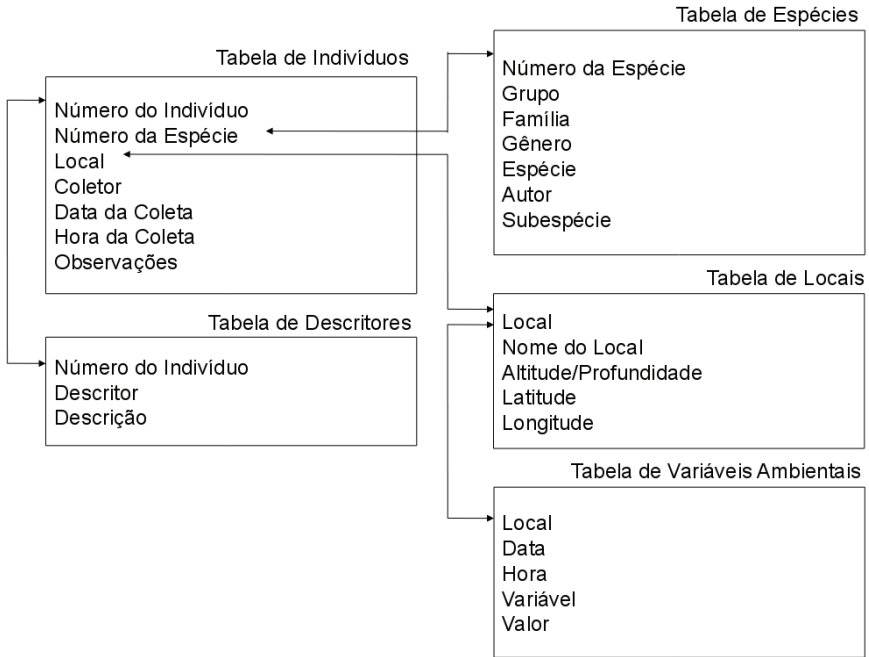 Tabela de Indivíduos
Número do Indivíduo
Número da Espécie
Local
Coletor
Data da Coleta
Hora da Coleta
Observações
Tabela de Descritores
Número do Indivíduo
Descritor
Descrição
Tabela de Espécies
Número da Espécie
Grupo
Família
Gênero
Espécie
Autor
Subespécie
Tabela de Locais
Local
Nome do Local
Altitude/Profundidade
Latitude
Longitude
Tabela de Variáveis Ambientais
Local
Data
Hora
Variável
Valor